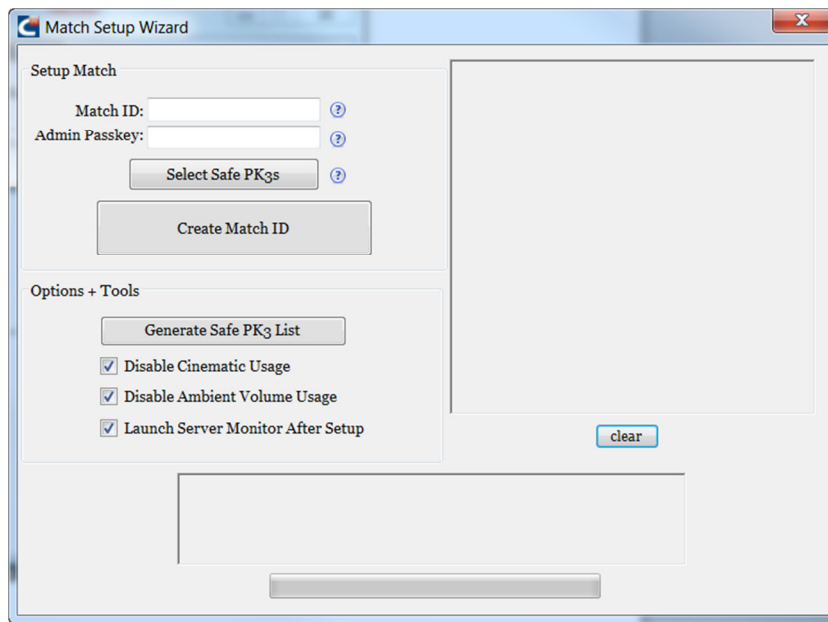 Match Setup Wizard
Setup Match
Match ID:
Admin Passkey:
Select Safe PK3s
Create Match ID
Options + Tools
Generate Safe PK3 List
Disable Cinematic Usage
Disable Ambient Volume Usage
Launch Server Monitor After Setup
clear